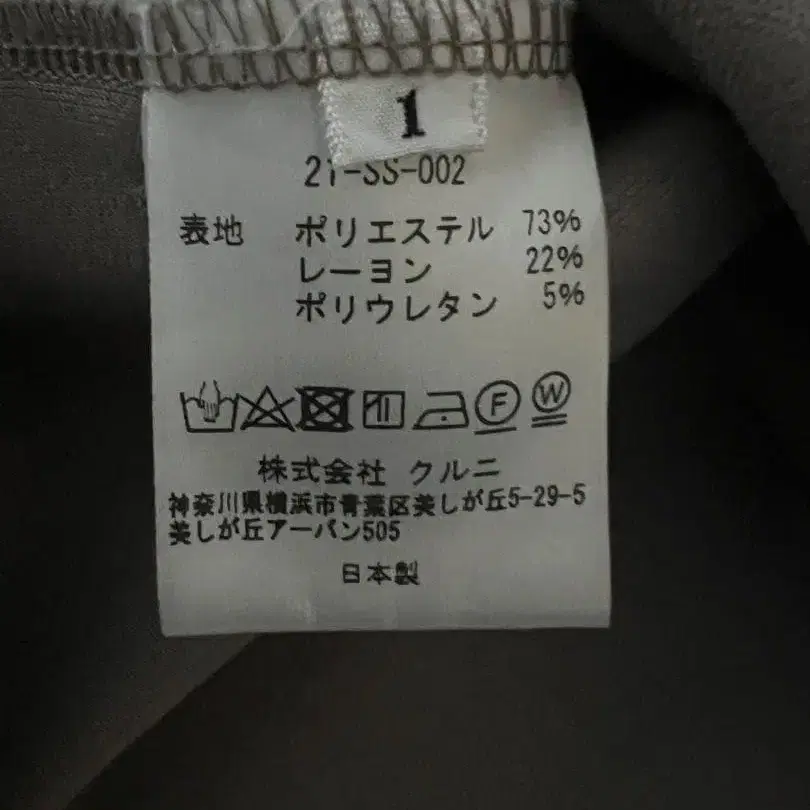 1
21-SS-002
表地 ポリエステル 73%
レーヨン 22%
ポリウレタン 5%
F W
株式会社 クルニ
神奈川県横浜市青葉区美しが丘5-29-5
美しが丘アーバン505
日本製